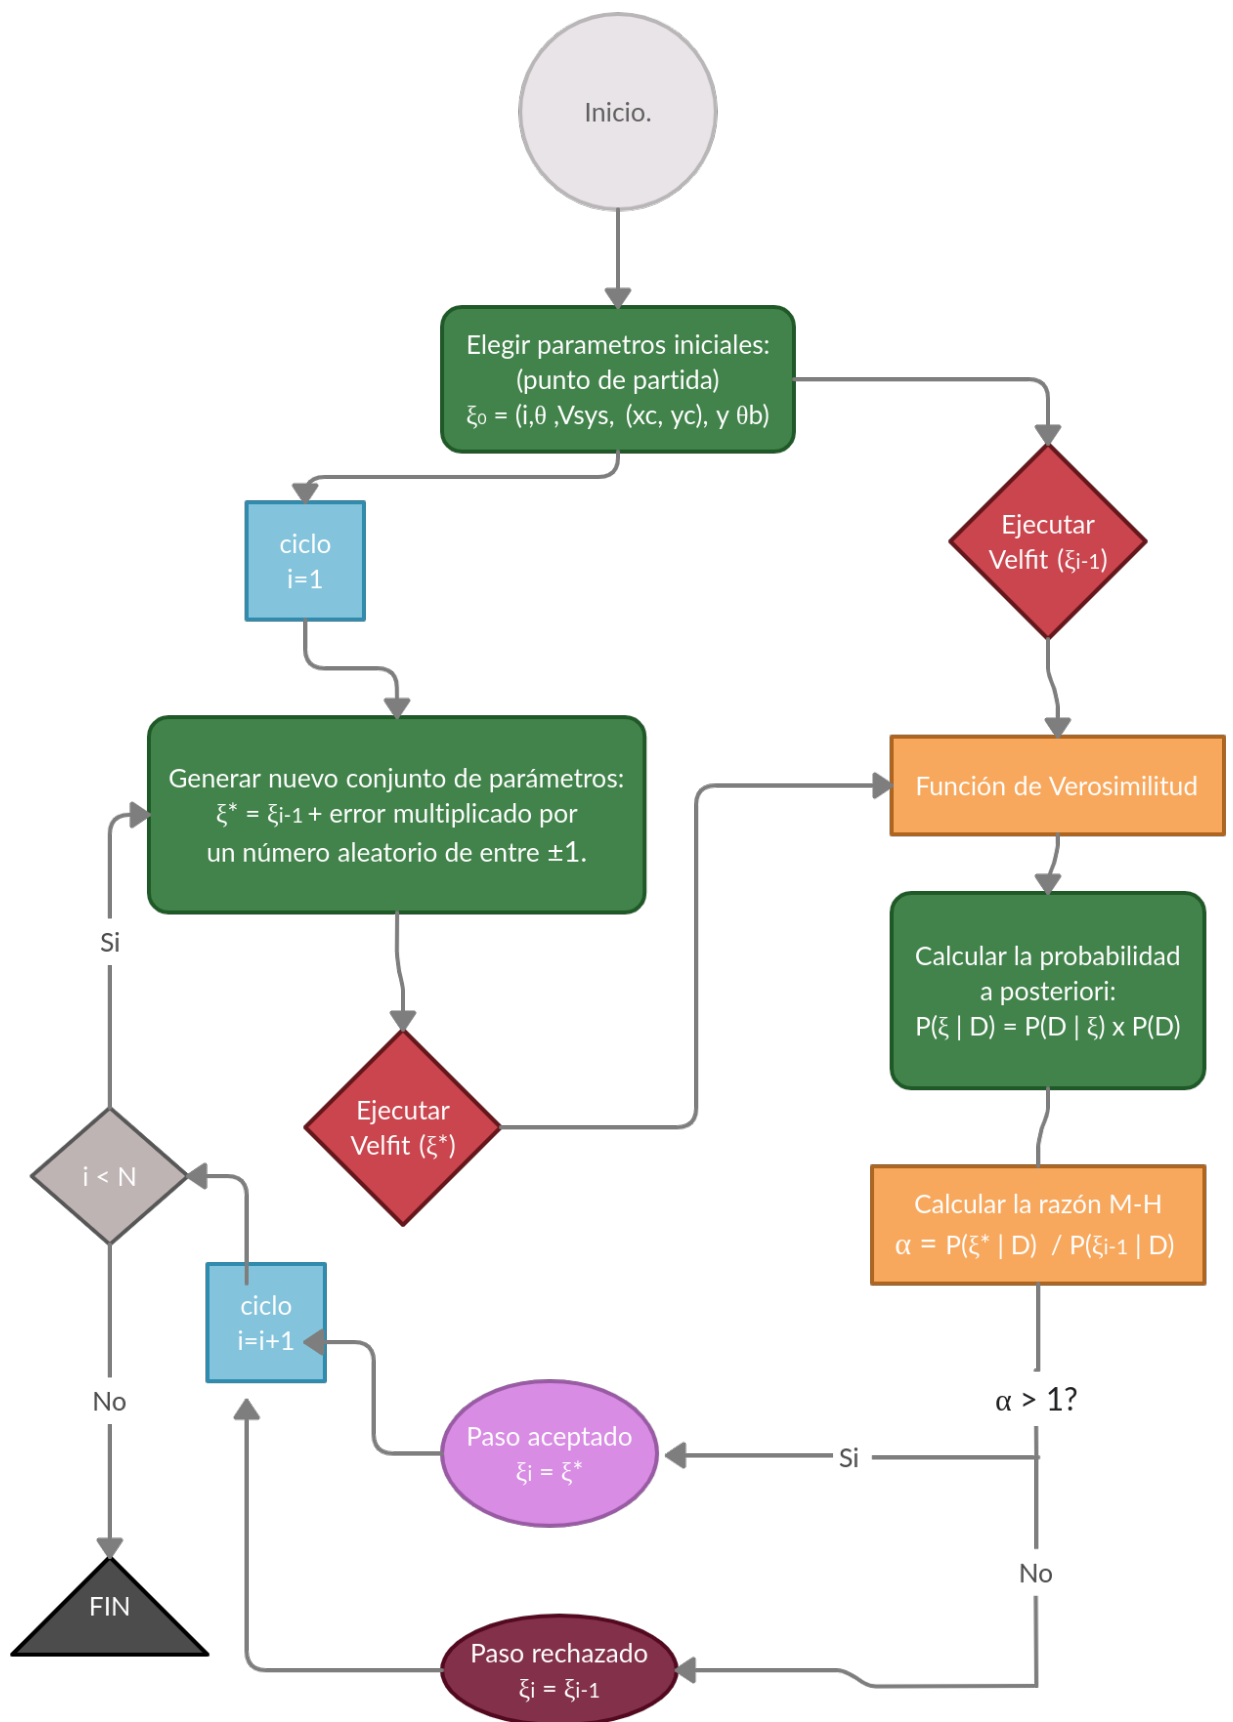 Inicio.
Elegir parametros iniciales:
(punto de partida)
ξ₀ = (i,θ ,Vsys, (xc, yc), y θb)
ciclo
i=1
Ejecutar
Velfit (ξi-1)
Generar nuevo conjunto de parámetros:
ξ* = ξi-1 + error multiplicado por
un número aleatorio de entre ±1.
Función de Verosimilitud
Si
Calcular la probabilidad
a posteriori:
P(ξ | D) = P(D | ξ) x P(D)
Ejecutar
Velfit (ξ*)
i < N
Calcular la razón M-H
α = P(ξ* | D) / P(ξi-1 | D)
ciclo
i=i+1
No
α > 1?
Paso aceptado
ξi = ξ*
Si
No
FIN
Paso rechazado
ξi = ξi-1